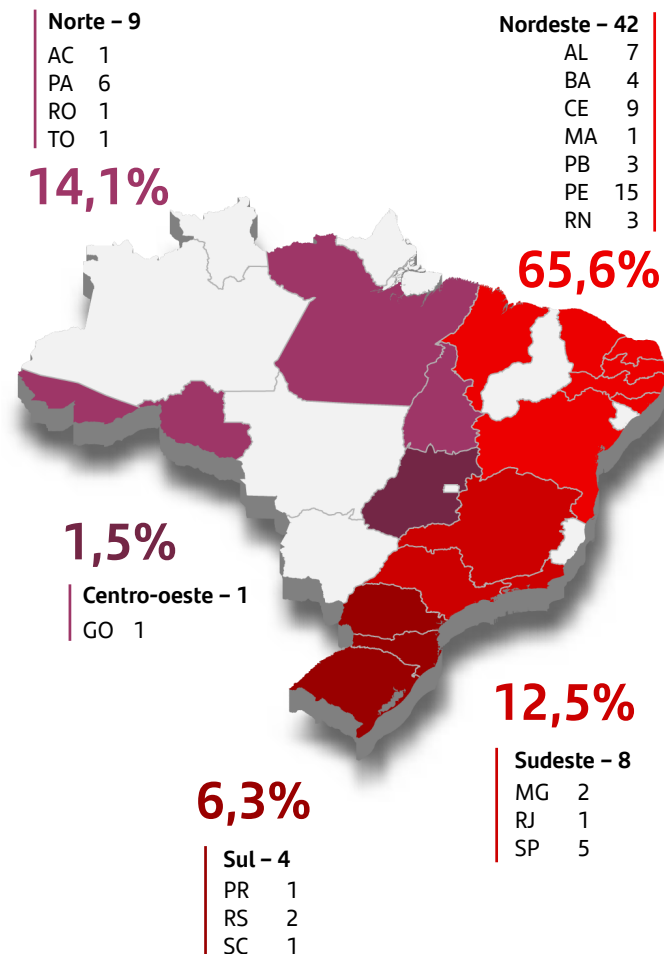 Norte – 9
AC 1
PA 6
RO 1
TO 1
14,1%
Nordeste – 42
AL 7
BA 4
CE 9
MA 1
PB 3
PE 15
RN 3
65,6%
1,5%
Centro-oeste – 1
GO 1
12,5%
Sudeste – 8
MG 2
RJ 1
SP 5
6,3%
Sul – 4
PR 1
RS 2
SC 1